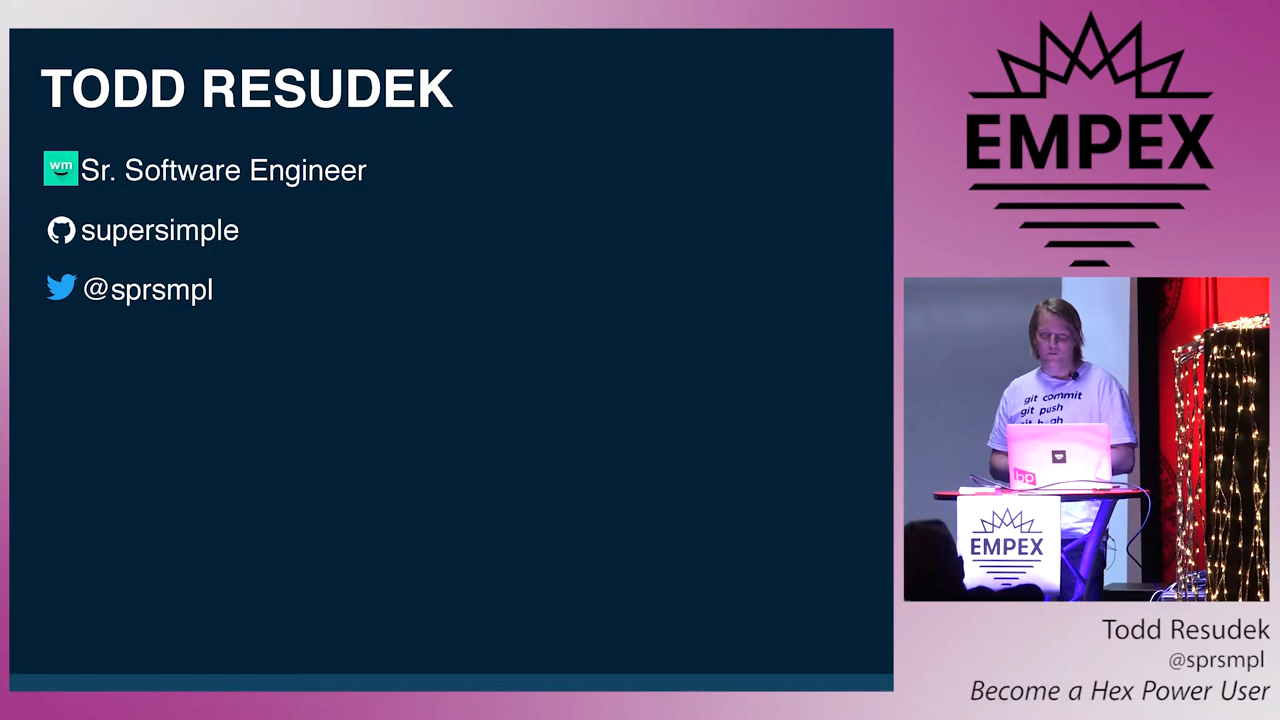 TODD RESUDEK
wm
Sr. Software Engineer
supersimple
@sprsmpl
EMPEX
git commit
git push
bp
EMPEX
Todd Resudek
@sprsmpl
Become a Hex Power User